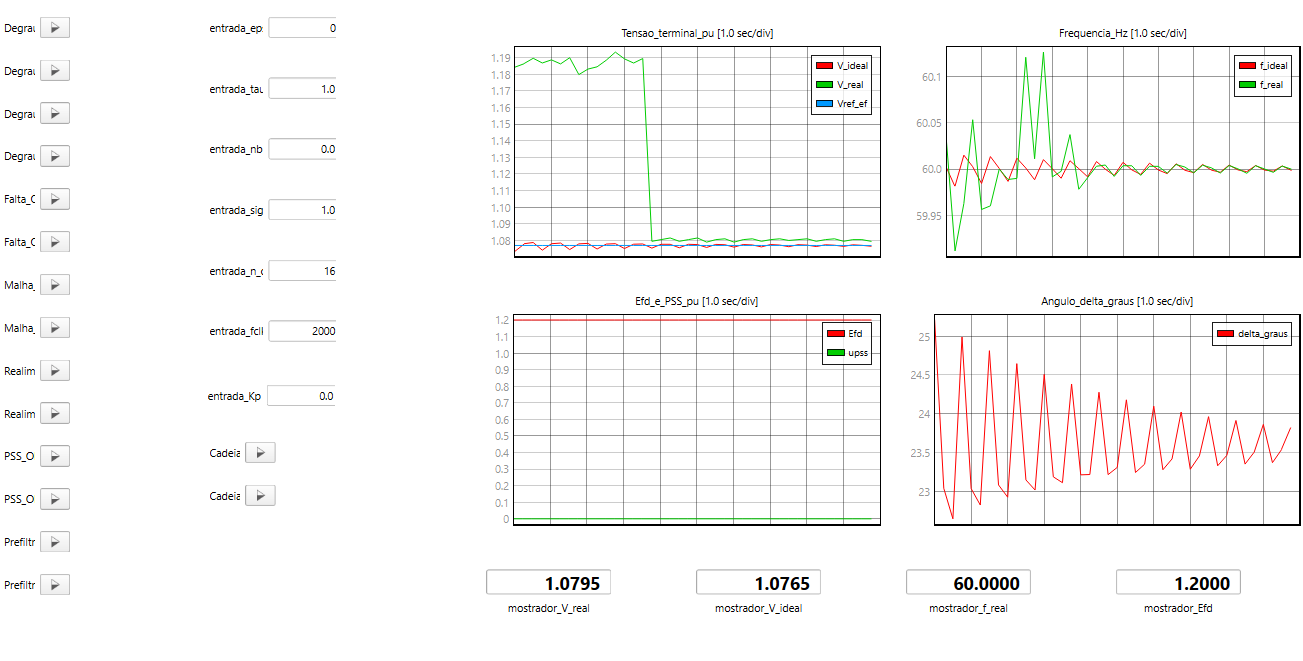 Degrau
Degrau
Degrau
Degrau
Falta_C
Falta_C
Malha_
Malha_
Realim
Realim
PSS_O
PSS_O
Prefiltr
Prefiltr
entrada_ep: 0
entrada_tau 1.0
entrada_nb 0.0
entrada_sig 1.0
entrada_n_c 16
entrada_fcl 2000
entrada_Kp 0.0
Cadeia
Cadeia
Tensao_terminal_pu [1.0 sec/div]
1.19
1.18
1.17
1.16
1.15
1.14
1.13
1.12
1.11
1.10
1.09
1.08
V_ideal
V_real
Vref_ef
Frequencia_Hz [1.0 sec/div]
60.1
60.05
60.0
59.95
f_ideal
f_real
Efd_e_PSS_pu [1.0 sec/div]
1.2
1.1
1.0
0.9
0.8
0.7
0.6
0.5
0.4
0.3
0.2
0.1
0
Efd
upss
Angulo_delta_graus [1.0 sec/div]
25
24.5
24
23.5
23
delta_graus
1.0795
mostrador_V_real
1.0765
mostrador_V_ideal
60.0000
mostrador_f_real
1.2000
mostrador_Efd